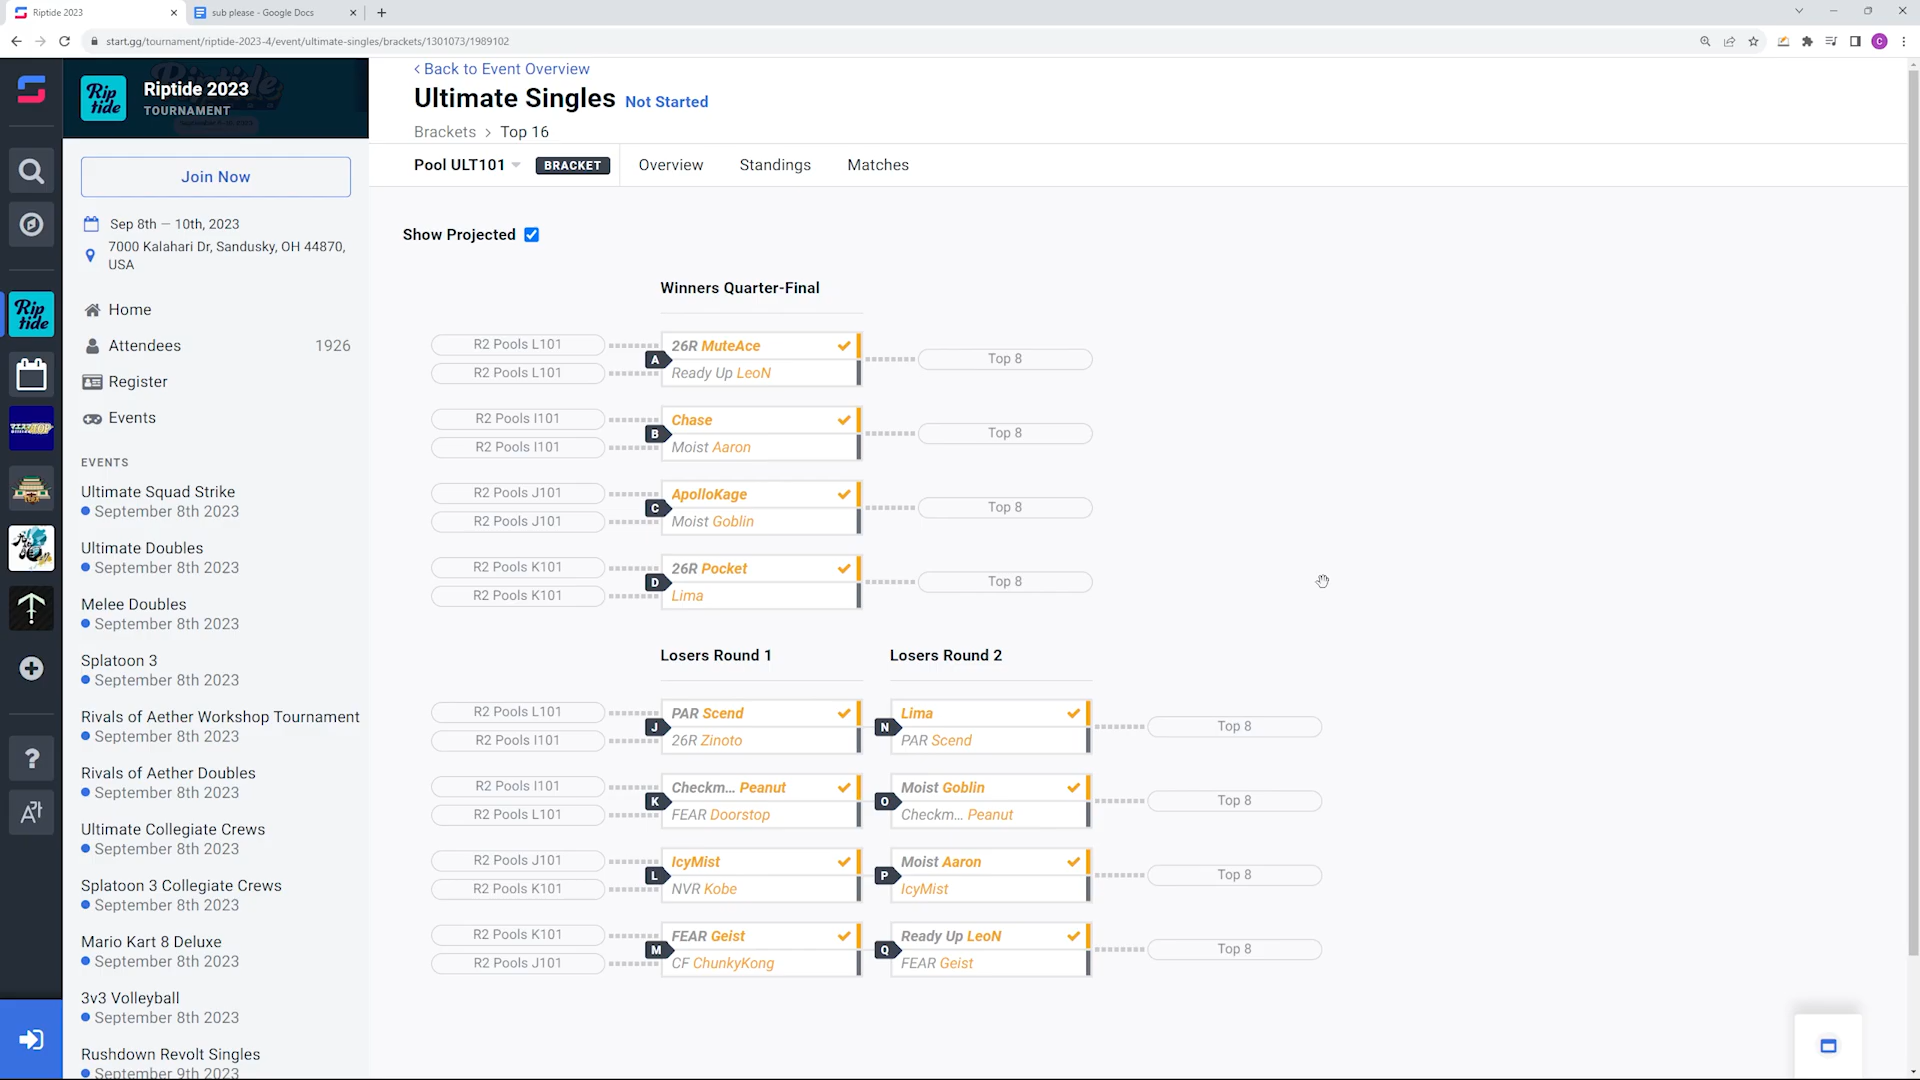 Riptide 2023
sub please - Google Docs
start.gg/tournament/riptide-2023-4/event/ultimate-singles/brackets/1301073/1989102
C
Rip tide
Riptide 2023
TOURNAMENT
Join Now
Sep 8th — 10th, 2023
7000 Kalahari Dr, Sandusky, OH 44870,
USA
Rip
tide
Home
Attendees 1926
Register
Events
EVENTS
Ultimate Squad Strike
September 8th 2023
Ultimate Doubles
September 8th 2023
Melee Doubles
September 8th 2023
Splatoon 3
September 8th 2023
Rivals of Aether Workshop Tournament
September 8th 2023
Rivals of Aether Doubles
September 8th 2023
Ultimate Collegiate Crews
September 8th 2023
Splatoon 3 Collegiate Crews
September 8th 2023
Mario Kart 8 Deluxe
September 8th 2023
3v3 Volleyball
September 8th 2023
Rushdown Revolt Singles
September 9th 2023
‹ Back to Event Overview
Ultimate Singles Not Started
Brackets › Top 16
Pool ULT101 BRACKET Overview Standings Matches
Show Projected
Winners Quarter-Final
R2 Pools L101
R2 Pools L101
A
26R MuteAce
Ready Up LeoN
Top 8
R2 Pools I101
R2 Pools I101
B
Chase
Moist Aaron
Top 8
R2 Pools J101
R2 Pools J101
C
ApolloKage
Moist Goblin
Top 8
R2 Pools K101
R2 Pools K101
D
26R Pocket
Lima
Top 8
Losers Round 1 Losers Round 2
R2 Pools L101
R2 Pools I101
J
PAR Scend
26R Zinoto
N
Lima
PAR Scend
Top 8
R2 Pools I101
R2 Pools L101
K
Checkm... Peanut
FEAR Doorstop
O
Moist Goblin
Checkm... Peanut
Top 8
R2 Pools J101
R2 Pools K101
L
IcyMist
NVR Kobe
P
Moist Aaron
IcyMist
Top 8
R2 Pools K101
R2 Pools J101
M
FEAR Geist
CF ChunkyKong
Q
Ready Up LeoN
FEAR Geist
Top 8